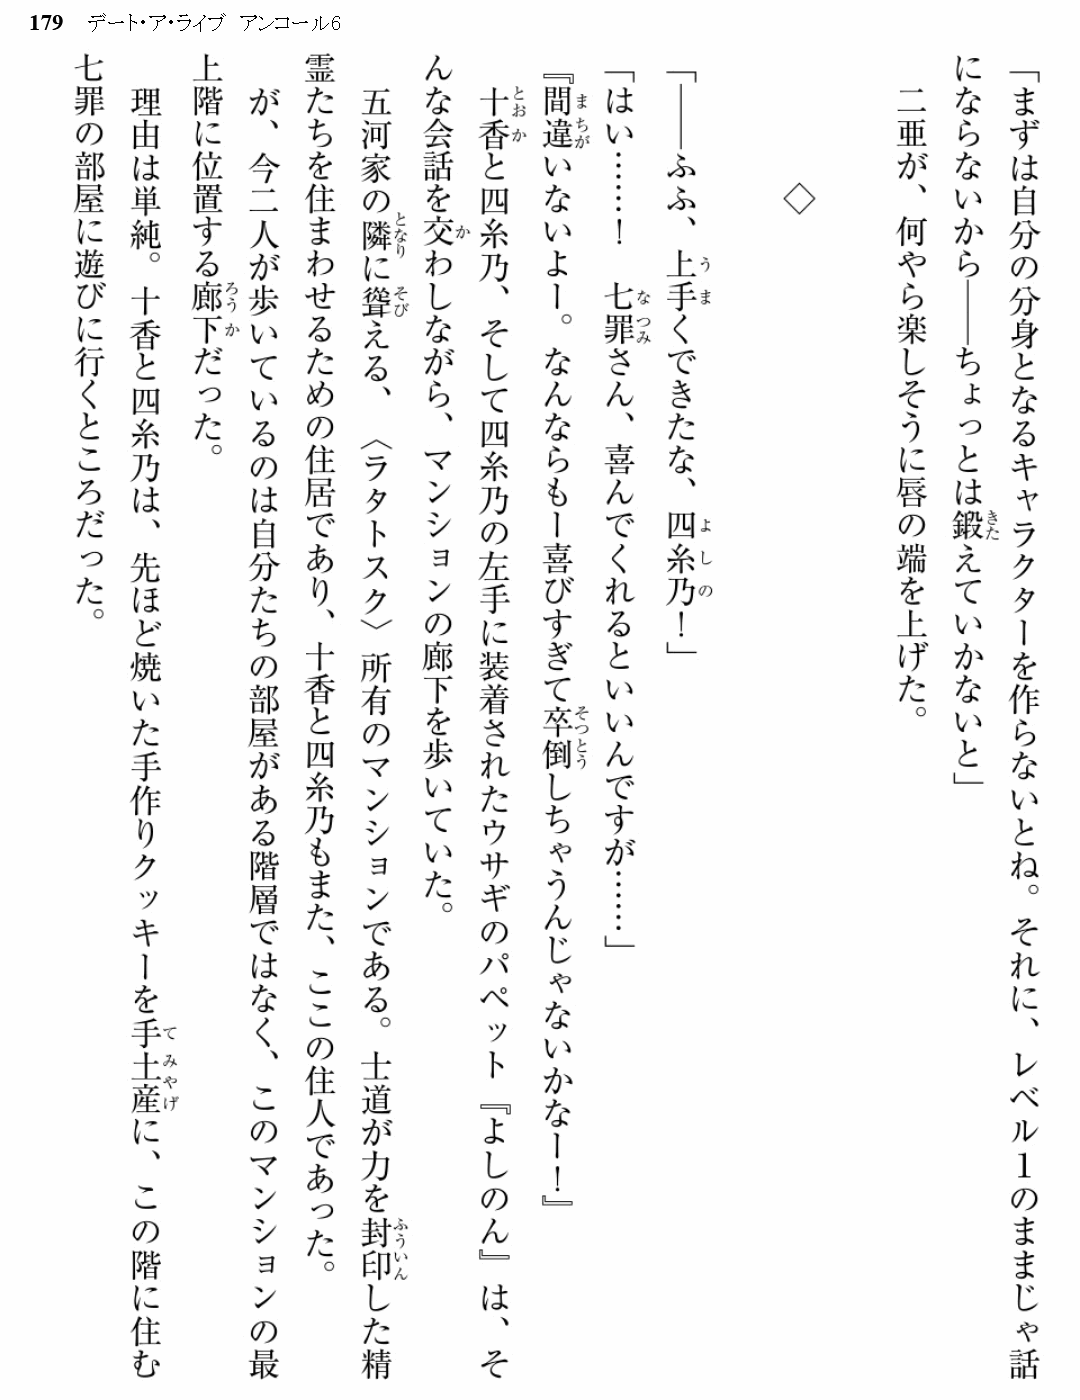 179 デート・ア・ライブ アンコール6
「まずは自分の分身となるキャラクターを作らないとね。それに、レベル1のままじゃ話
にならないから――ちょっとは鍛えていかないと」
二亜が、何やら楽しそうに唇の端を上げた。
◇
「――ふふ、上手くできたな、四糸乃！」
「はい……！　七罪さん、喜んでくれるといいんですが……」
『間違いないよー。なんならもー喜びすぎて卒倒しちゃうんじゃないかなー！』
十香と四糸乃、そして四糸乃の左手に装着されたウサギのパペット『よしのん』は、そ
んな会話を交わしながら、マンションの廊下を歩いていた。
五河家の隣に聳える、〈ラタトスク〉所有のマンションである。士道が力を封印した精
霊たちを住まわせるための住居であり、十香と四糸乃もまた、ここの住人であった。
が、今二人が歩いているのは自分たちの部屋がある階層ではなく、このマンションの最
上階に位置する廊下だった。
理由は単純。十香と四糸乃は、先ほど焼いた手作りクッキーを手土産に、この階に住む
七罪の部屋に遊びに行くところだった。